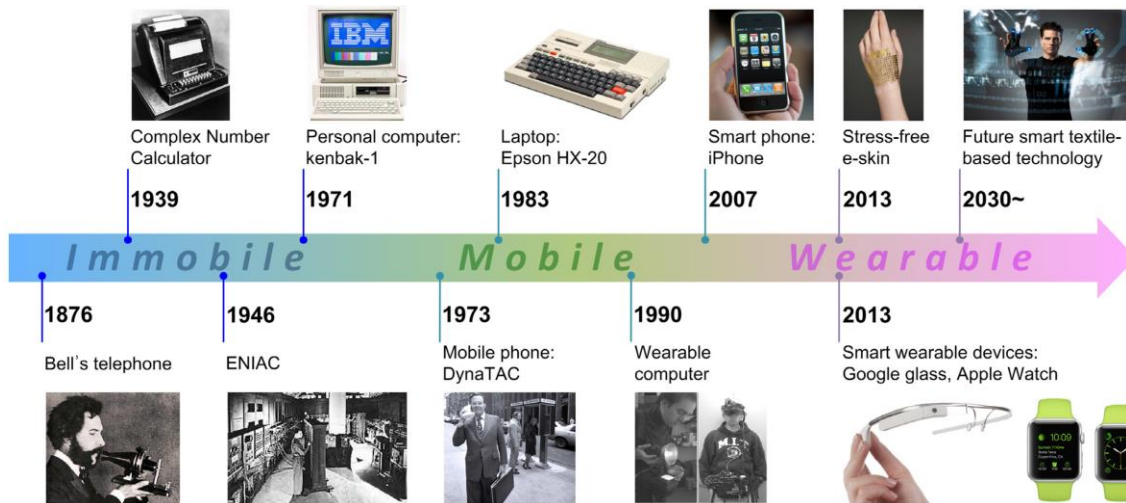 IBM
Complex Number
Calculator
1939
Personal computer:
kenbak-1
1971
Laptop:
Epson HX-20
1983
Smart phone:
iPhone
2007
Stress-free
e-skin
2013
Future smart textile-
based technology
2030~
Immobile
Mobile
Wearable
1876
Bell's telephone
1946
ENIAC
1973
Mobile phone:
DynaTAC
1990
Wearable
computer
M.I.T
2013
Smart wearable devices:
Google glass, Apple Watch
10:09